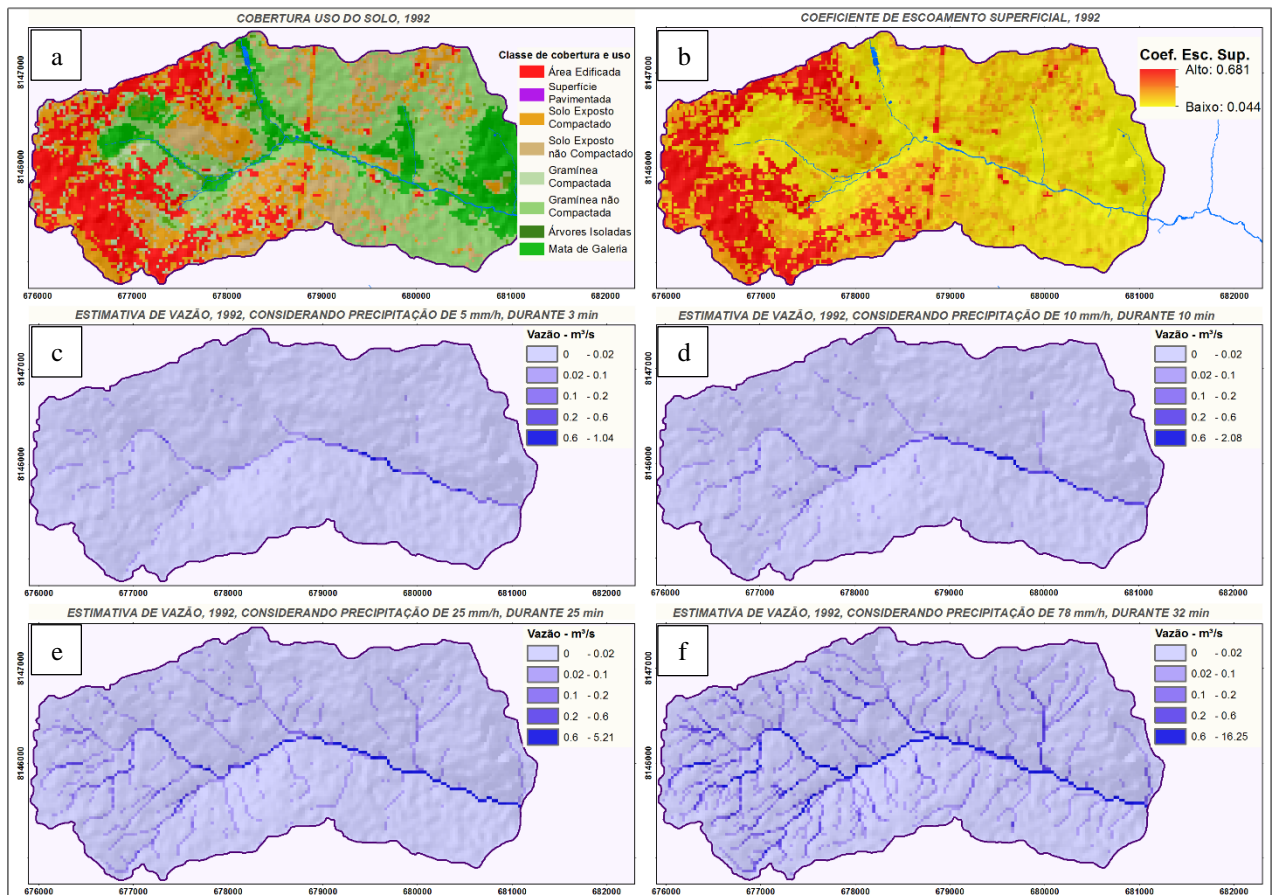 COBERTURA USO DO SOLO, 1992
a
Classe de cobertura e uso
Área Edificada
Superfície
Pavimentada
Solo Exposto
Compactado
Solo Exposto
não Compactado
Gramínea
Compactada
Gramínea não
Compactada
Árvores Isoladas
Mata de Galeria
8147000
8146000
676000
677000
678000
679000
680000
681000
682000
COEFICIENTE DE ESCOAMENTO SUPERFICIAL, 1992
b
Coef. Esc. Sup.
Alto: 0.681
Baixo: 0.044
8147000
8146000
676000
677000
678000
679000
680000
681000
682000
ESTIMATIVA DE VAZÃO, 1992, CONSIDERANDO PRECIPITAÇÃO DE 5 mm/h, DURANTE 3 min
c
Vazão - m³/s
0 - 0.02
0.02 - 0.1
0.1 - 0.2
0.2 - 0.6
0.6 - 1.04
8147000
8146000
676000
677000
678000
679000
680000
681000
682000
ESTIMATIVA DE VAZÃO, 1992, CONSIDERANDO PRECIPITAÇÃO DE 10 mm/h, DURANTE 10 min
d
Vazão - m³/s
0 - 0.02
0.02 - 0.1
0.1 - 0.2
0.2 - 0.6
0.6 - 2.08
8147000
8146000
676000
677000
678000
679000
680000
681000
682000
ESTIMATIVA DE VAZÃO, 1992, CONSIDERANDO PRECIPITAÇÃO DE 25 mm/h, DURANTE 25 min
e
Vazão - m³/s
0 - 0.02
0.02 - 0.1
0.1 - 0.2
0.2 - 0.6
0.6 - 5.21
8147000
8146000
676000
677000
678000
679000
680000
681000
682000
ESTIMATIVA DE VAZÃO, 1992, CONSIDERANDO PRECIPITAÇÃO DE 78 mm/h, DURANTE 32 min
f
Vazão - m³/s
0 - 0.02
0.02 - 0.1
0.1 - 0.2
0.2 - 0.6
0.6 - 16.25
8147000
8146000
676000
677000
678000
679000
680000
681000
682000